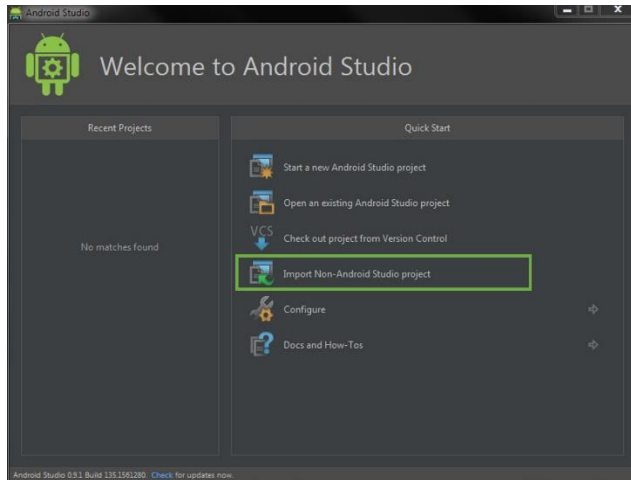 Android Studio
Welcome to Android Studio
Recent Projects
No matches found
Quick Start
Start a new Android Studio project
Open an existing Android Studio project
VCS
Check out project from Version Control
Import Non-Android Studio project
Configure
Docs and How-Tos
Android Studio 0.9.1 Build 135.1561280. Check for updates now.